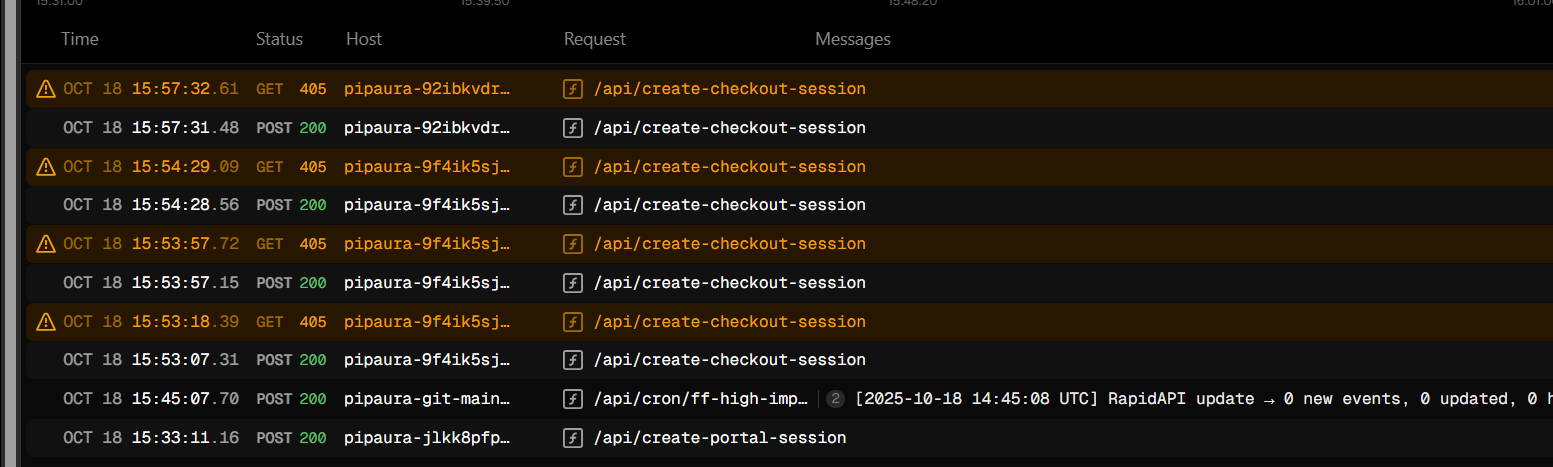 15:31:00 15:39:50 15:48:20
Time Status Host Request Messages
OCT 18 15:57:32.61 GET 405 pipaura-92ibkvdr… /api/create-checkout-session
OCT 18 15:57:31.48 POST 200 pipaura-92ibkvdr… /api/create-checkout-session
OCT 18 15:54:29.09 GET 405 pipaura-9f4ik5sj… /api/create-checkout-session
OCT 18 15:54:28.56 POST 200 pipaura-9f4ik5sj… /api/create-checkout-session
OCT 18 15:53:57.72 GET 405 pipaura-9f4ik5sj… /api/create-checkout-session
OCT 18 15:53:57.15 POST 200 pipaura-9f4ik5sj… /api/create-checkout-session
OCT 18 15:53:18.39 GET 405 pipaura-9f4ik5sj… /api/create-checkout-session
OCT 18 15:53:07.31 POST 200 pipaura-9f4ik5sj… /api/create-checkout-session
OCT 18 15:45:07.70 POST 200 pipaura-git-main… /api/cron/ff-high-imp… 2 [2025-10-18 14:45:08 UTC] RapidAPI update → 0 new events, 0 updated, 0
OCT 18 15:33:11.16 POST 200 pipaura-jlkk8pfp… /api/create-portal-session